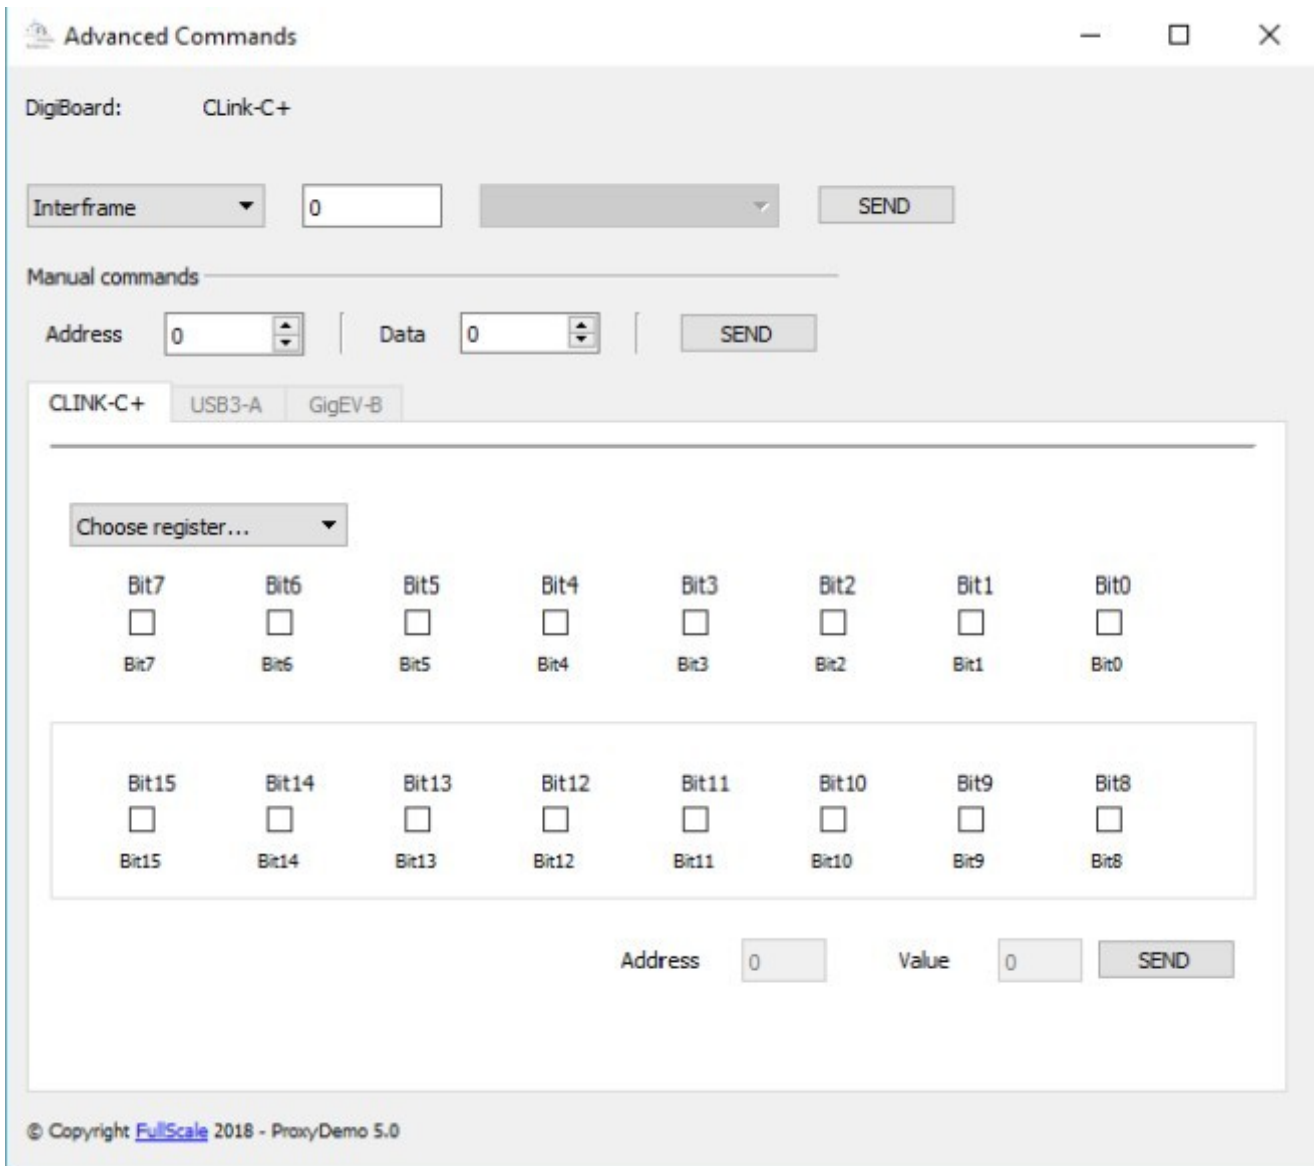 Advanced Commands
DigiBoard: CLink-C+
Interframe 0 SEND
Manual commands
Address 0 Data 0 SEND
CLINK-C+ USB3-A GigEV-B
Choose register...
Bit7 Bit6 Bit5 Bit4 Bit3 Bit2 Bit1 Bit0
Bit7 Bit6 Bit5 Bit4 Bit3 Bit2 Bit1 Bit0
Bit15 Bit14 Bit13 Bit12 Bit11 Bit10 Bit9 Bit8
Bit15 Bit14 Bit13 Bit12 Bit11 Bit10 Bit9 Bit8
Address 0 Value 0 SEND
© Copyright FullScale 2018 - ProxyDemo 5.0